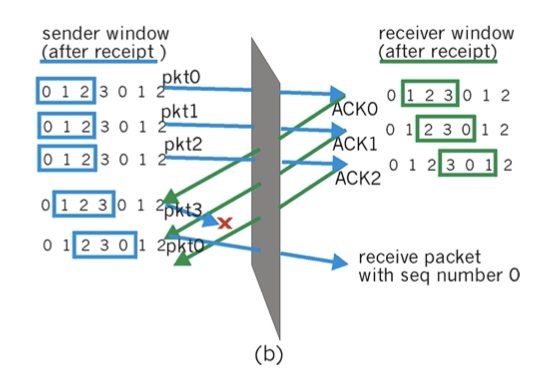 sender window
(after receipt )
receiver window
(after receipt)
0 1 2 3 0 1 2
pkt0
0 1 2 3 0 1 2
pkt1
0 1 2 3 0 1 2
pkt2
0 1 2 3 0 1 2
pkt3
0 1 2 3 0 1 2
pkt0
ACK0
0 1 2 3 0 1 2
ACK1
0 1 2 3 0 1 2
ACK2
0 1 2 3 0 1 2
x
receive packet
with seq number 0
(b)